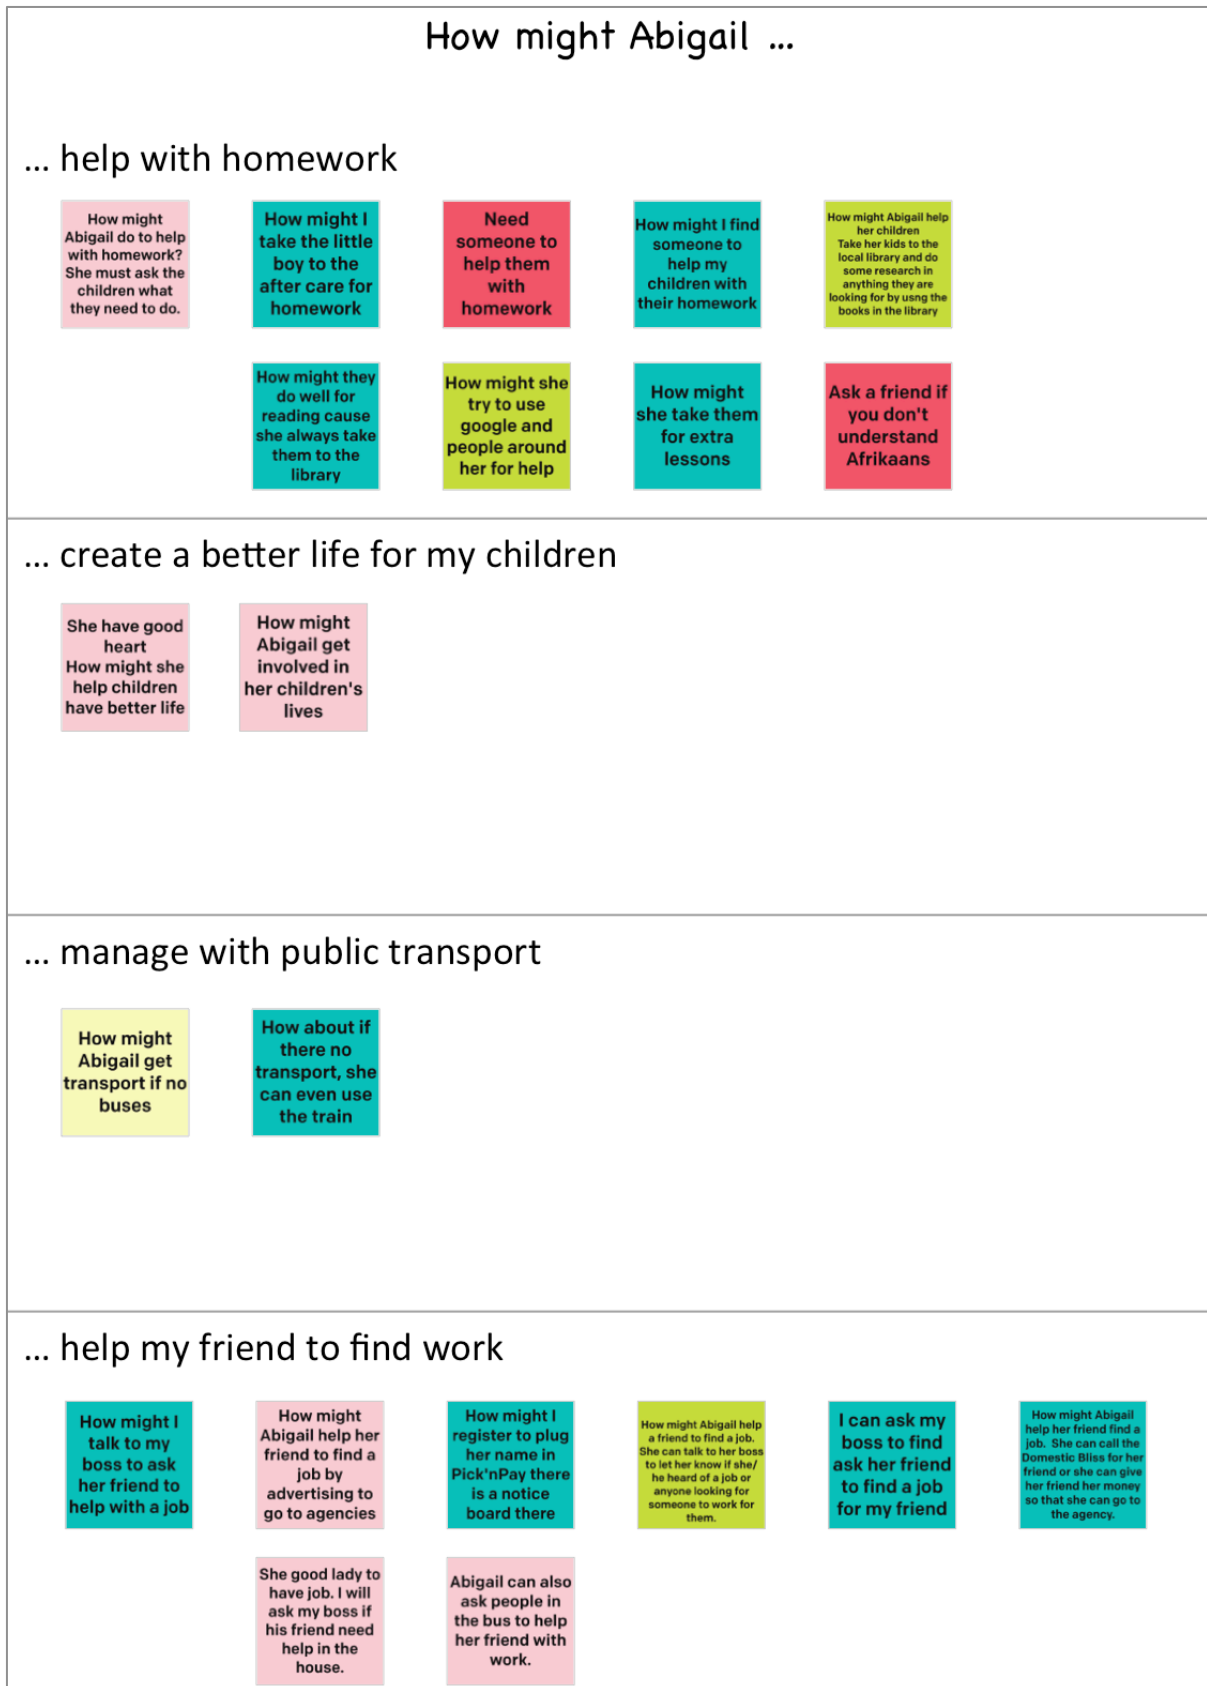 How might Abigail ...
... help with homework
How might
Abigail do to help
with homework?
She must ask the
children what
they need to do.
How might I
take the little
boy to the
after care for
homework
Need
someone to
help them
with
homework
How might I find
someone to
help my
children with
their homework
How might Abigail help
her children
Take her kids to the
local library and do
some research in
anything they are
looking for by usng the
books in the library
How might they
do well for
reading cause
she always take
them to the
library
How might she
try to use
google and
people around
her for help
How might
she take them
for extra
lessons
Ask a friend if
you don't
understand
Afrikaans
... create a better life for my children
She have good
heart
How might she
help children
have better life
How might
Abigail get
involved in
her children's
lives
... manage with public transport
How might
Abigail get
transport if no
buses
How about if
there no
transport, she
can even use
the train
... help my friend to find work
How might I
talk to my
boss to ask
her friend to
help with a job
How might
Abigail help her
friend to find a
job by
advertising to
go to agencies
How might I
register to plug
her name in
Pick'nPay there
is a notice
board there
How might Abigail help
a friend to find a job.
She can talk to her boss
to let her know if she/
he heard of a job or
anyone looking for
someone to work for
them.
I can ask my
boss to find
ask her friend
to find a job
for my friend
How might Abigail
help her friend find a
job. She can call the
Domestic Bliss for her
friend or she can give
her friend her money
so that she can go to
the agency.
She good lady to
have job. I will
ask my boss if
his friend need
help in the
house.
Abigail can also
ask people in
the bus to help
her friend with
work.